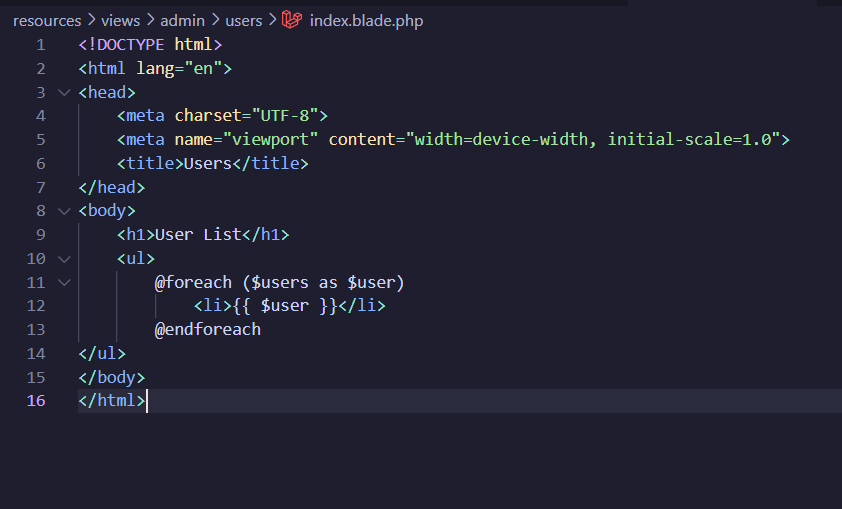 resources > views > admin > users > index.blade.php
1 <!DOCTYPE html>
2 <html lang="en">
3 <head>
4     <meta charset="UTF-8">
5     <meta name="viewport" content="width=device-width, initial-scale=1.0">
6     <title>Users</title>
7 </head>
8 <body>
9     <h1>User List</h1>
10     <ul>
11         @foreach ($users as $user)
12             <li>{{ $user }}</li>
13         @endforeach
14 </ul>
15 </body>
16 </html>